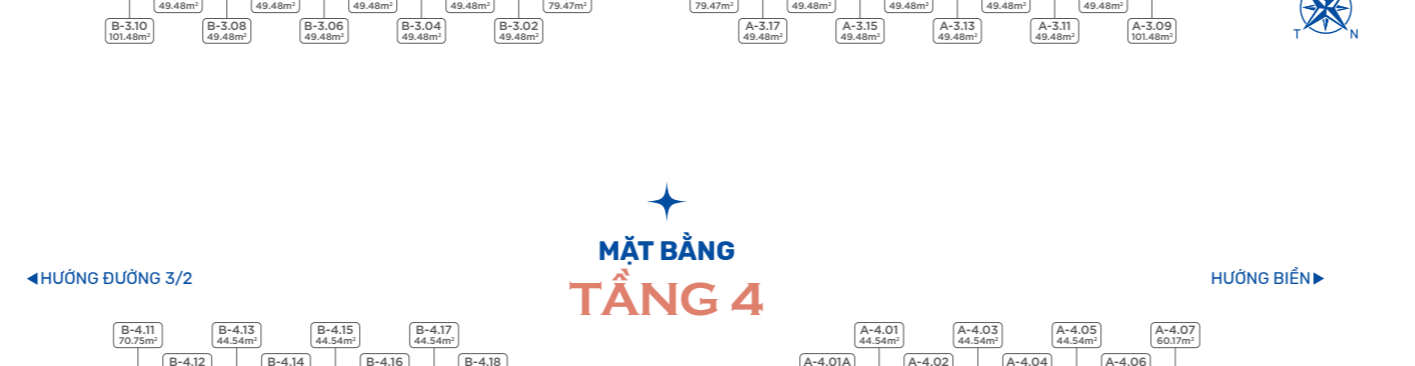 49.48m² 49.48m² 49.48m² 49.48m² 79.47m² 79.47m² 49.48m² 49.48m² 49.48m² 49.48m²
B-3.10 B-3.08 B-3.06 B-3.04 B-3.02 A-3.17 A-3.15 A-3.13 A-3.11 A-3.09
101.48m² 49.48m² 49.48m² 49.48m² 49.48m² 49.48m² 49.48m² 49.48m² 49.48m² 101.48m²
T N
MẶT BẰNG
HƯỚNG ĐƯỜNG 3/2 HƯỚNG BIỂN
TẦNG 4
B-4.11 B-4.13 B-4.15 B-4.17 A-4.01 A-4.03 A-4.05 A-4.07
70.75m² 44.54m² 44.54m² 44.54m² 44.54m² 44.54m² 44.54m² 60.17m²
B-4.12 B-4.14 B-4.16 B-4.18 A-4.01A A-4.02 A-4.04 A-4.06